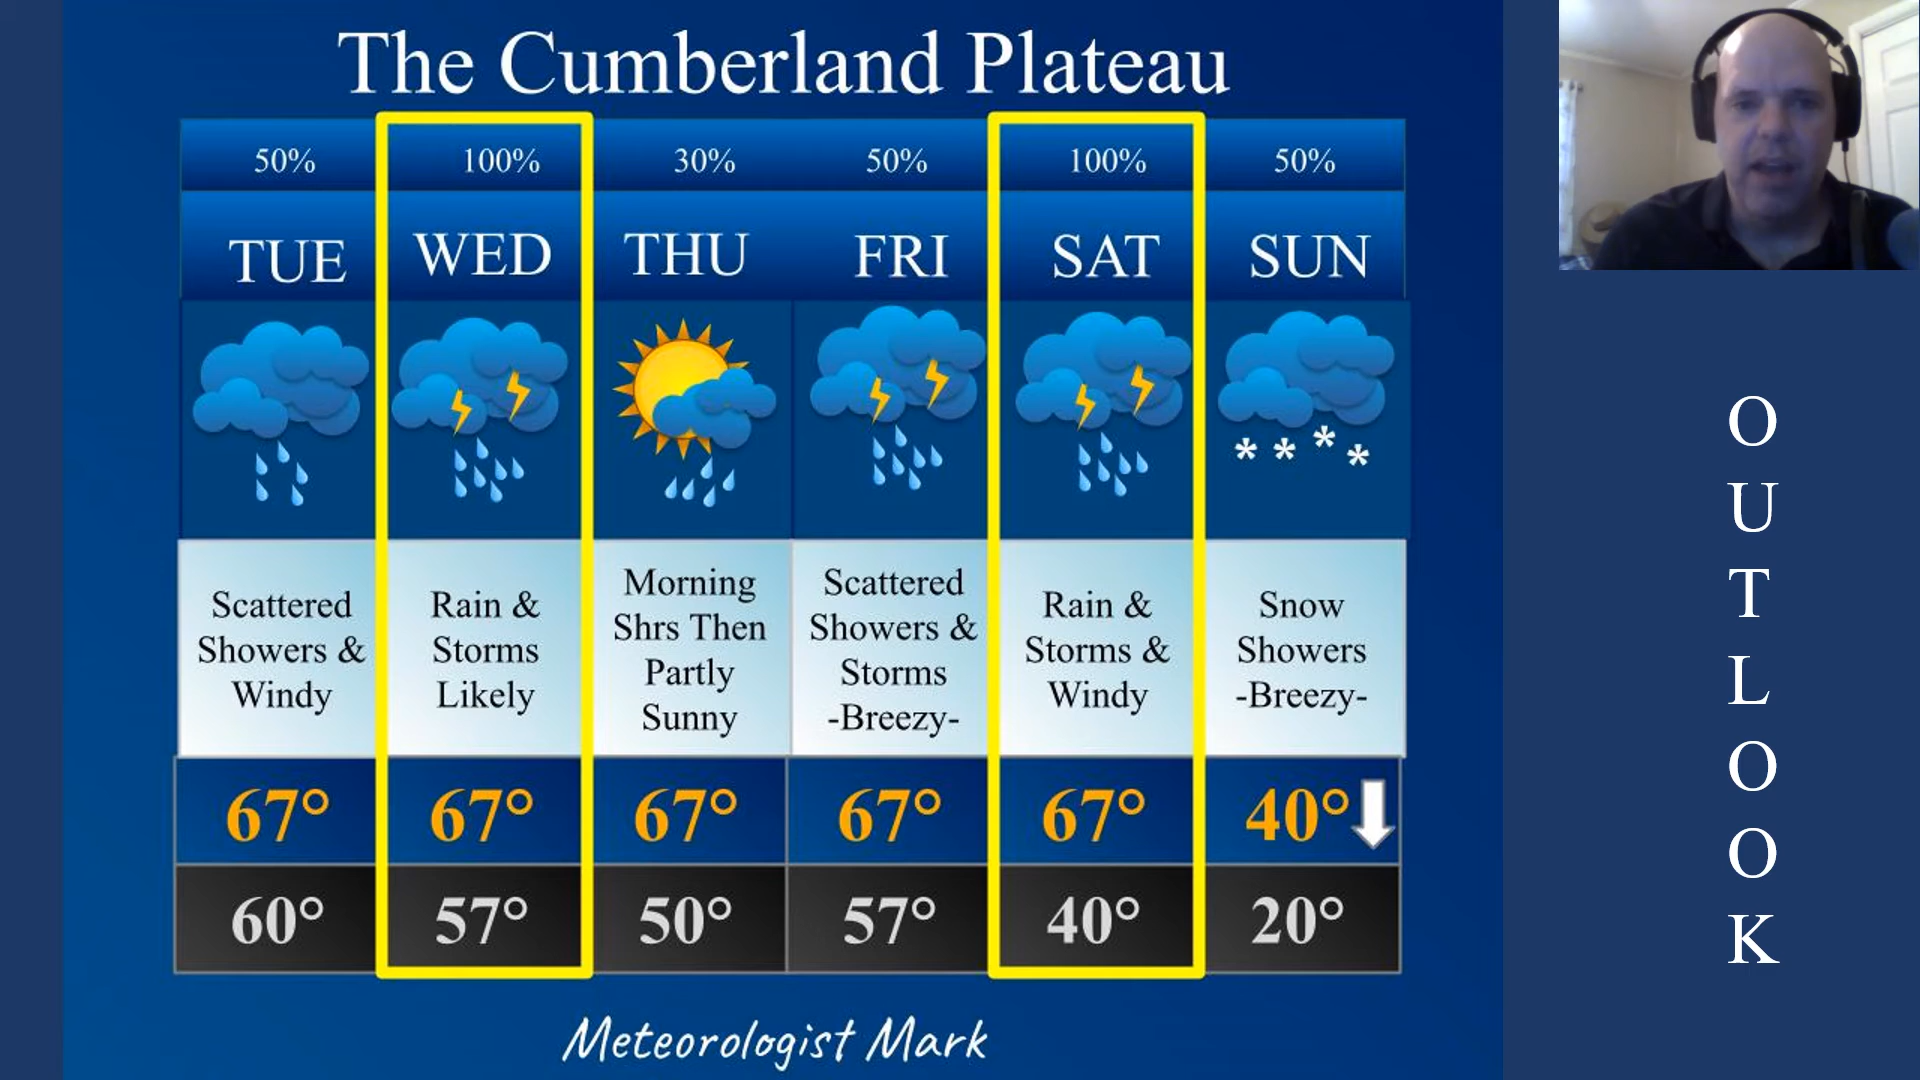 The Cumberland Plateau
50% 100% 30% 50% 100% 50%
TUE WED THU FRI SAT SUN
* * * *
Scattered
Showers &
Windy
Rain &
Storms
Likely
Morning
Shrs Then
Partly
Sunny
Scattered
Showers &
Storms
-Breezy-
Rain &
Storms &
Windy
Snow
Showers
-Breezy-
67° 67° 67° 67° 67° 40°
60° 57° 50° 57° 40° 20°
Meteorologist Mark
O
U
T
L
O
O
K